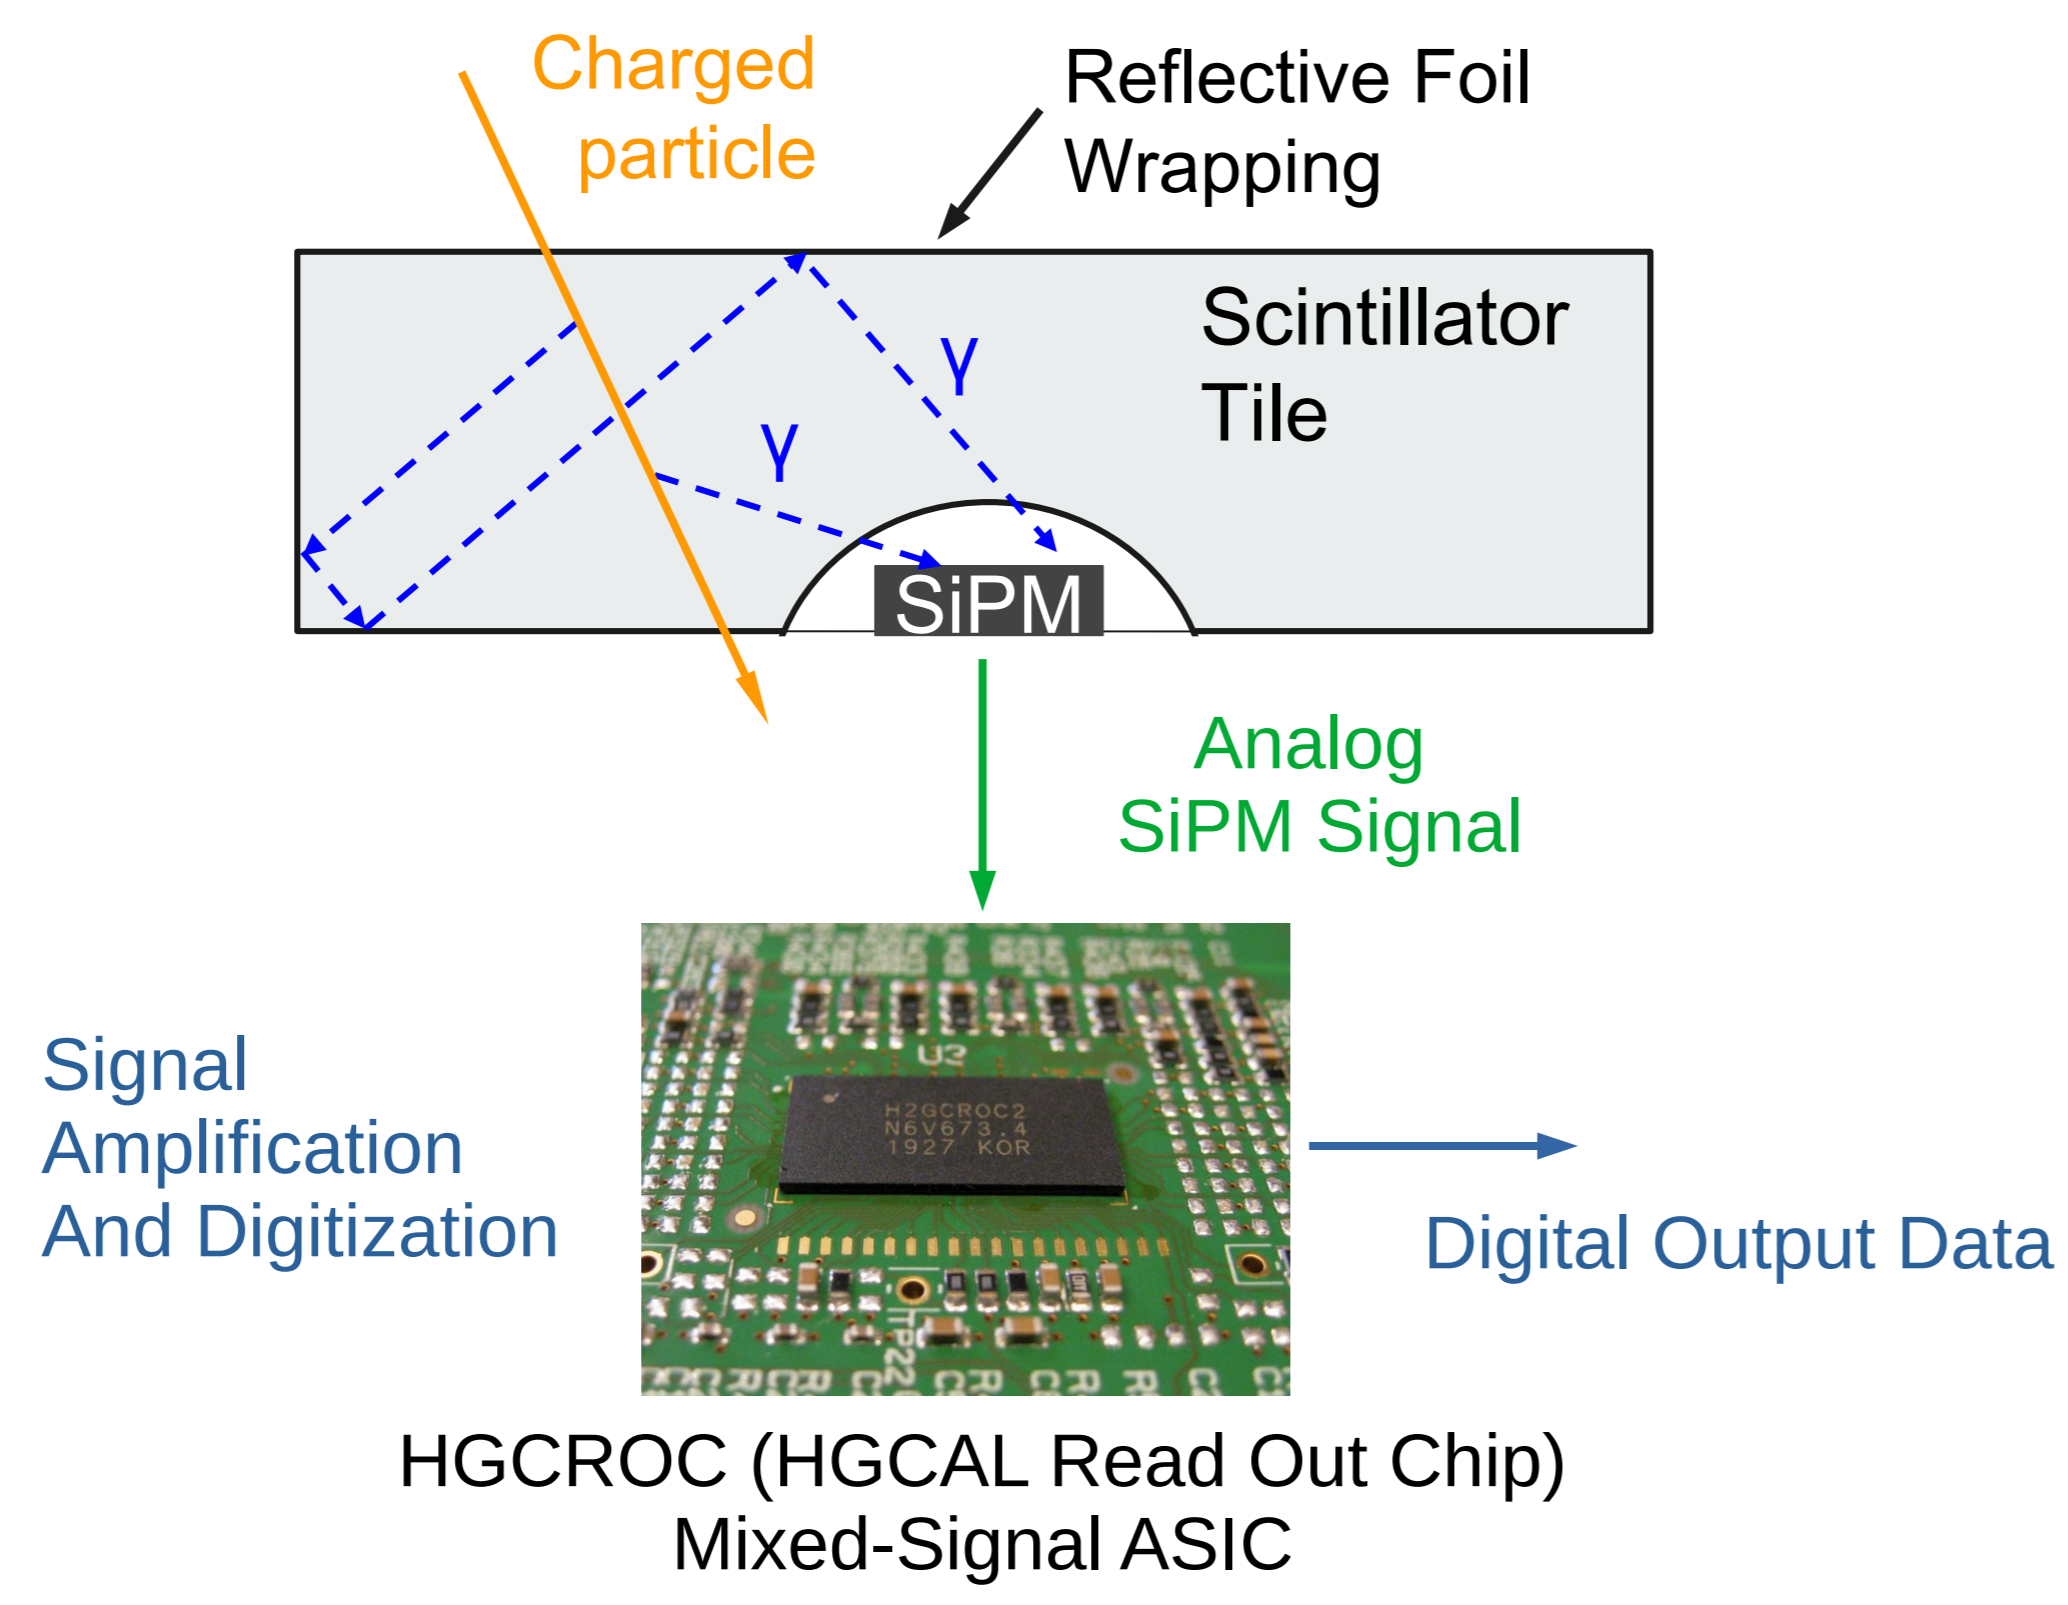 Charged
particle
Reflective Foil
Wrapping
Scintillator
Tile
γ
γ
SiPM
Analog
SiPM Signal
Signal
Amplification
And Digitization
U3
H2GCROC2
N6V673.4
1927 KOR
TP22
Digital Output Data
HGCROC (HGCAL Read Out Chip)
Mixed-Signal ASIC